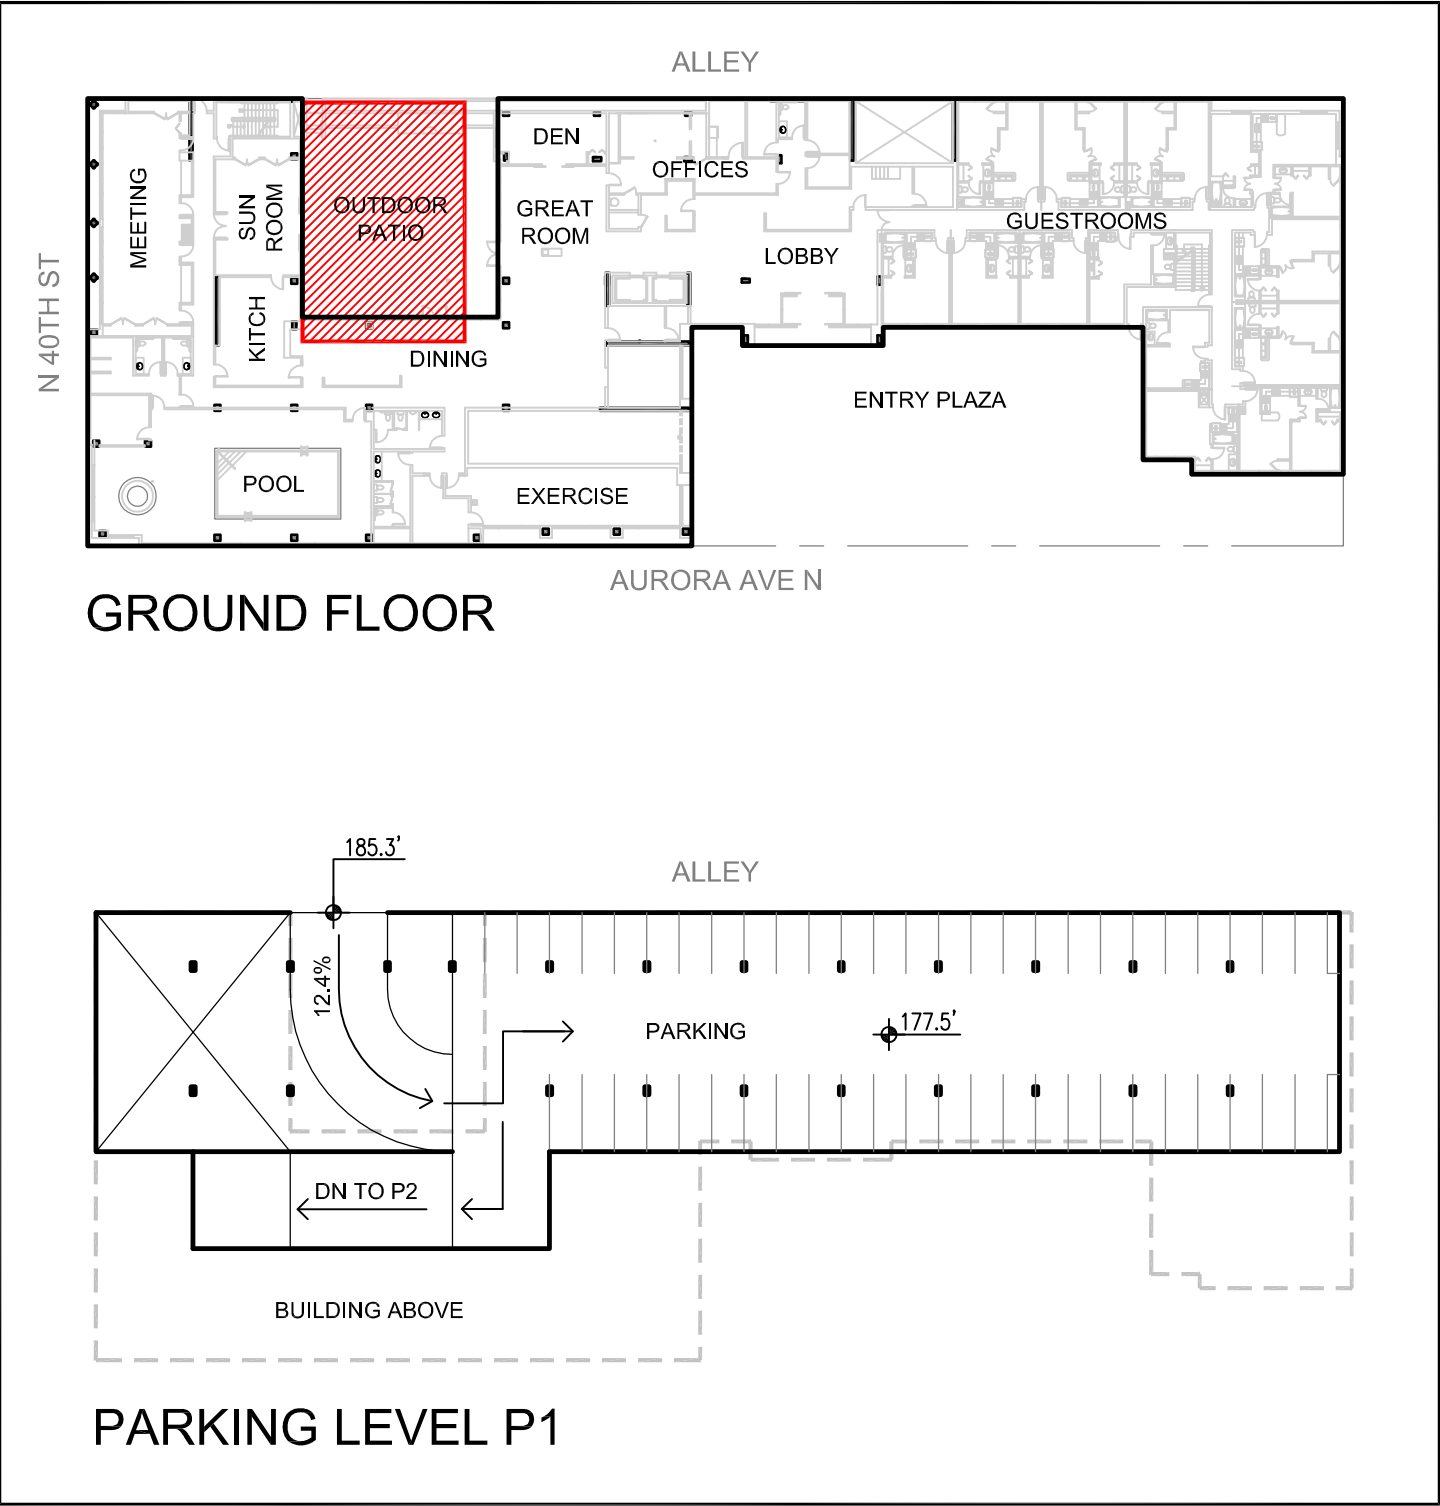 ALLEY
DEN
OFFICES
MEETING
SUN
ROOM
OUTDOOR
PATIO
GREAT
ROOM
GUESTROOMS
LOBBY
N 40TH ST
KITCH
DINING
ENTRY PLAZA
POOL
EXERCISE
AURORA AVE N
GROUND FLOOR
185.3'
ALLEY
12.4%
PARKING
177.5'
DN TO P2
BUILDING ABOVE
PARKING LEVEL P1